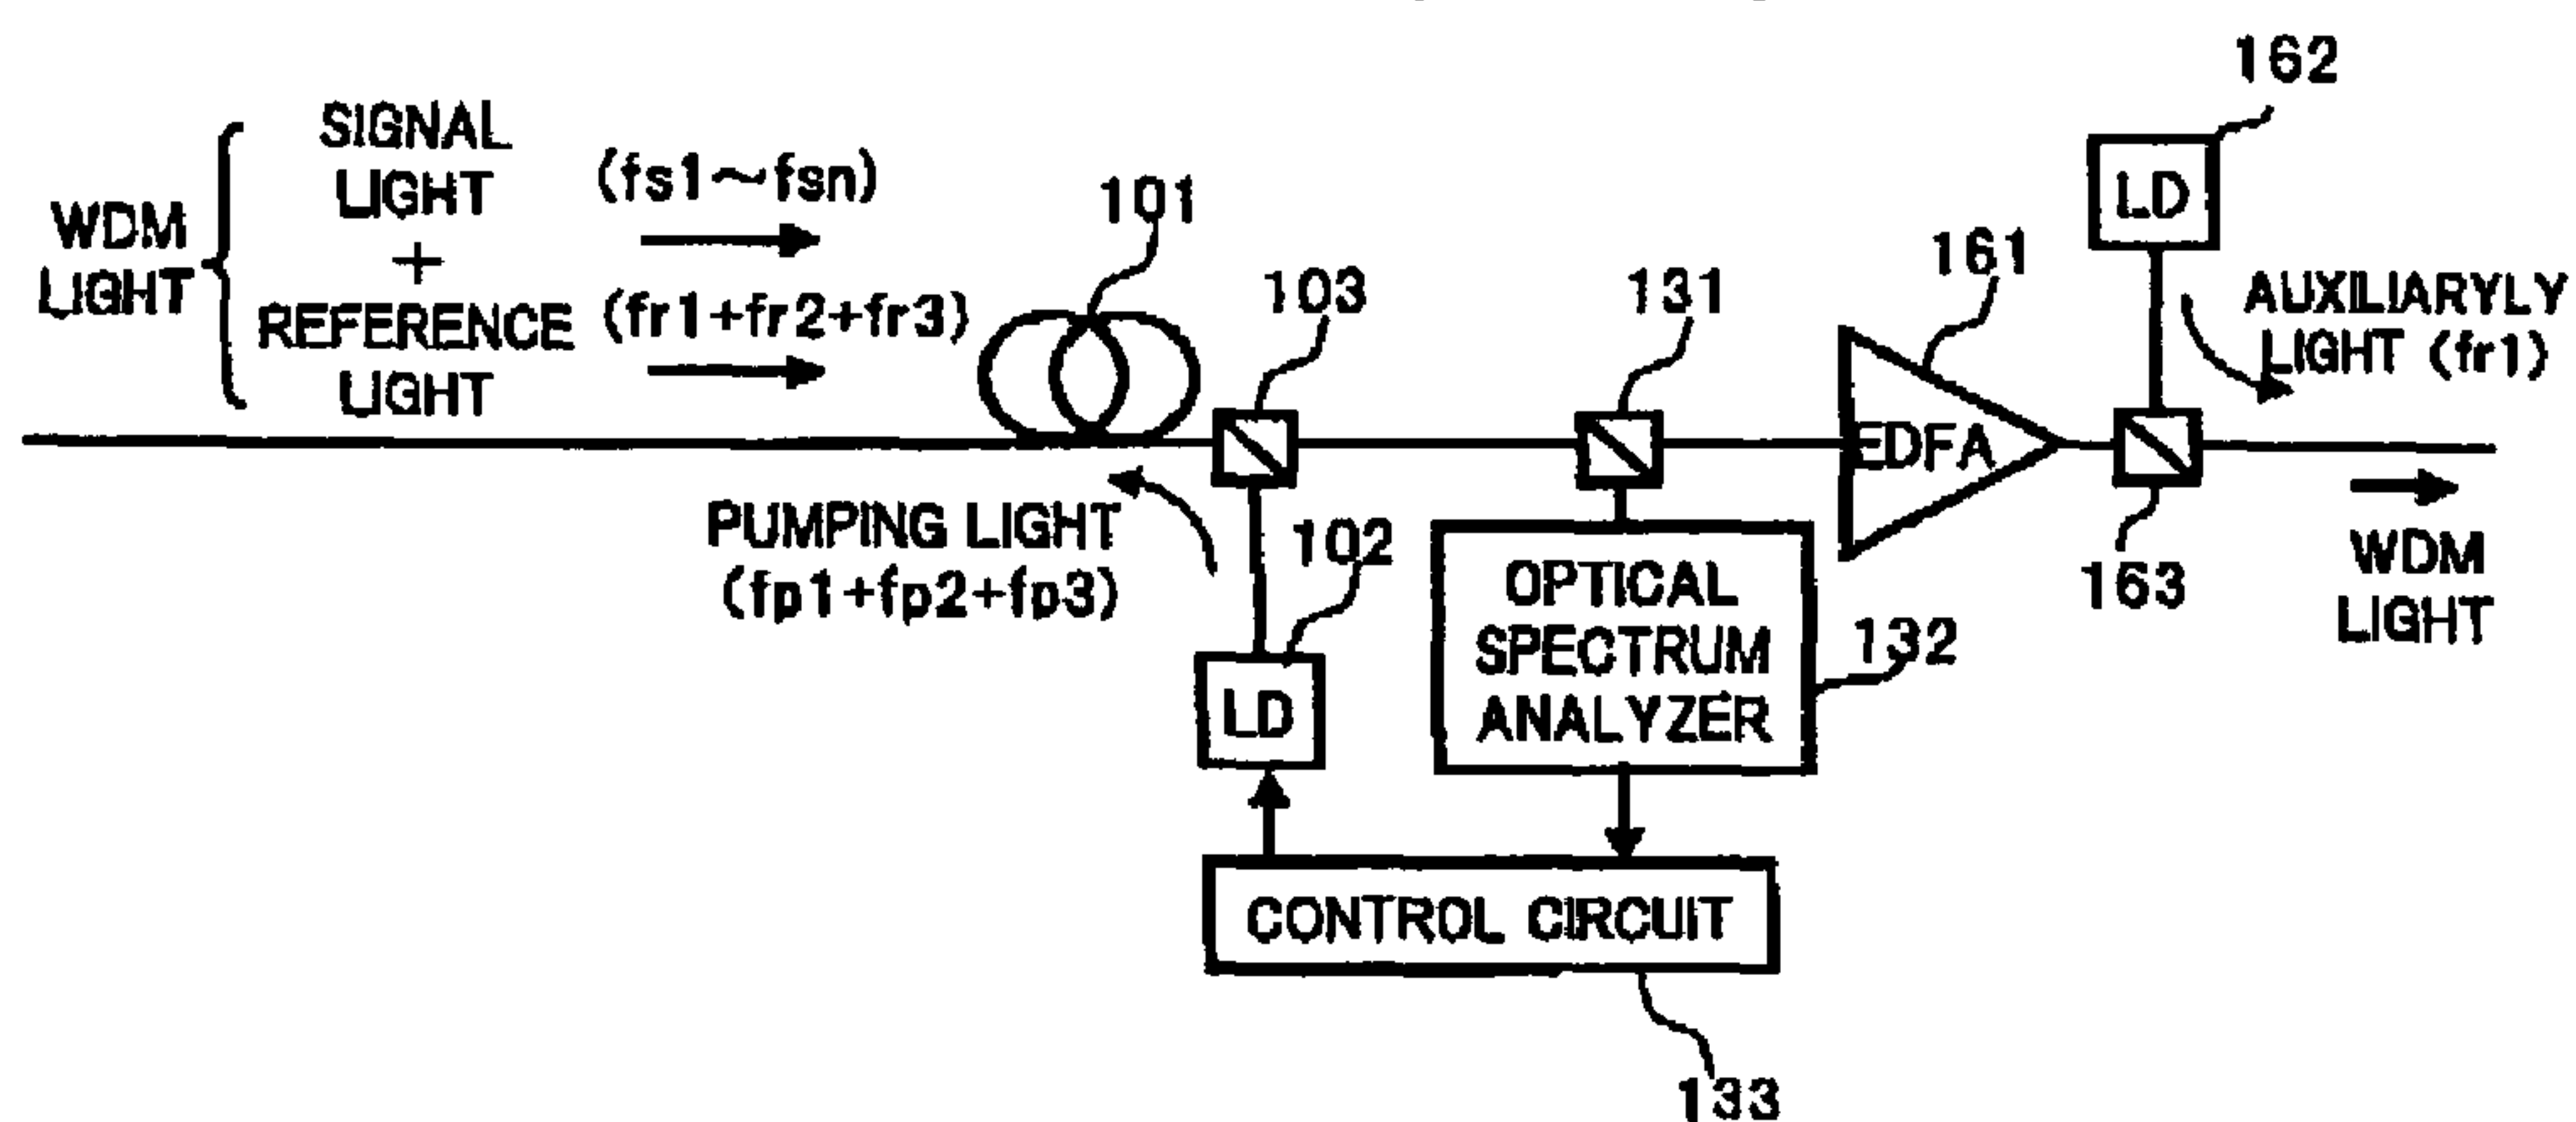 162
SIGNAL
LIGHT
(fs1～fsn)
LD
WDM
LIGHT
+
101
161
REFERENCE
LIGHT
(fr1+fr2+fr3)
103
131
AUXILIARYLY
LIGHT (fr1)
EDFA
PUMPING LIGHT
(fp1+fp2+fp3)
102
OPTICAL
SPECTRUM
ANALYZER
132
163
WDM
LIGHT
LD
CONTROL CIRCUIT
133